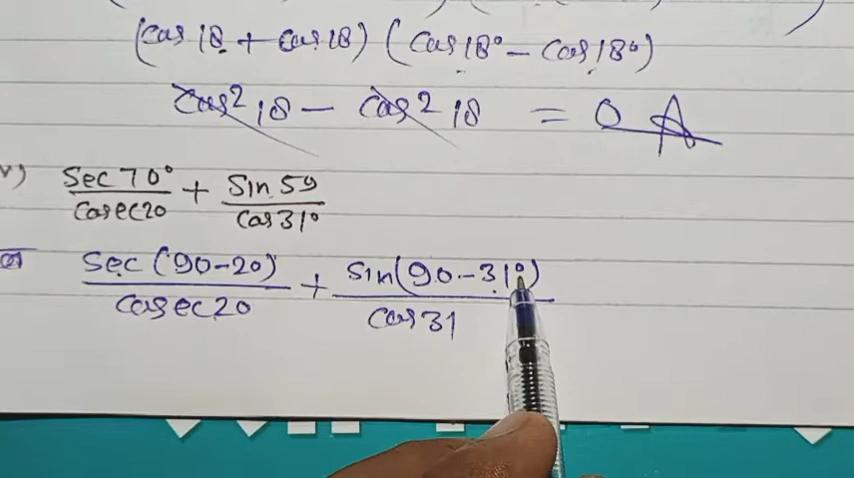 (cos 18 + cos 18) (cos 18° - cos 18°)
cos² 18 - cos² 18 = 0 A
v) Sec 70° / Cosec 20 + Sin 59 / Cos 31°
Sec (90-20) / Cosec 20 + Sin (90-31°) / Cos 31